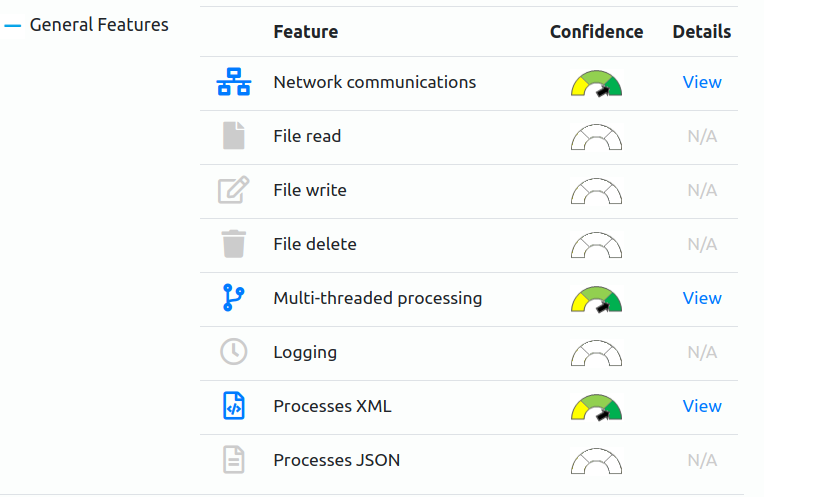 General Features
Feature Confidence Details
Network communications View
File read N/A
File write N/A
File delete N/A
Multi-threaded processing View
Logging N/A
Processes XML View
Processes JSON N/A